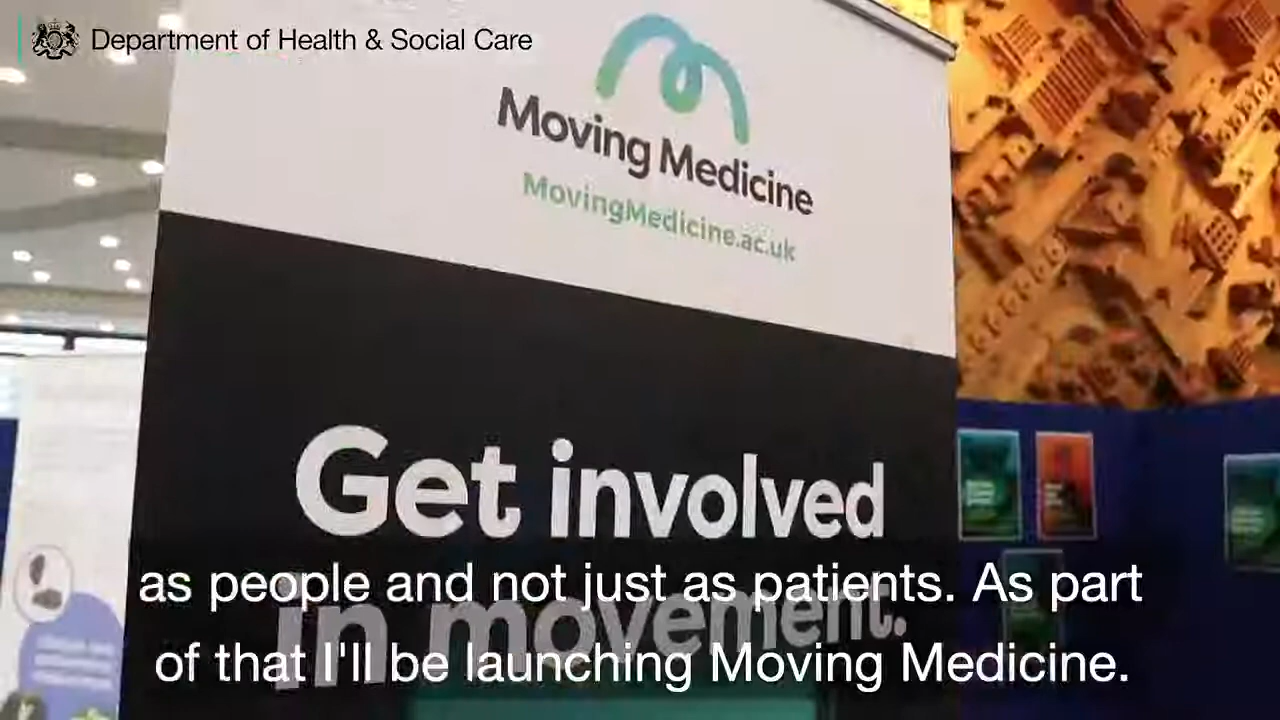 Department of Health & Social Care
Moving Medicine
MovingMedicine.ac.uk
Get involved
in movement.
as people and not just as patients. As part
of that I'll be launching Moving Medicine.